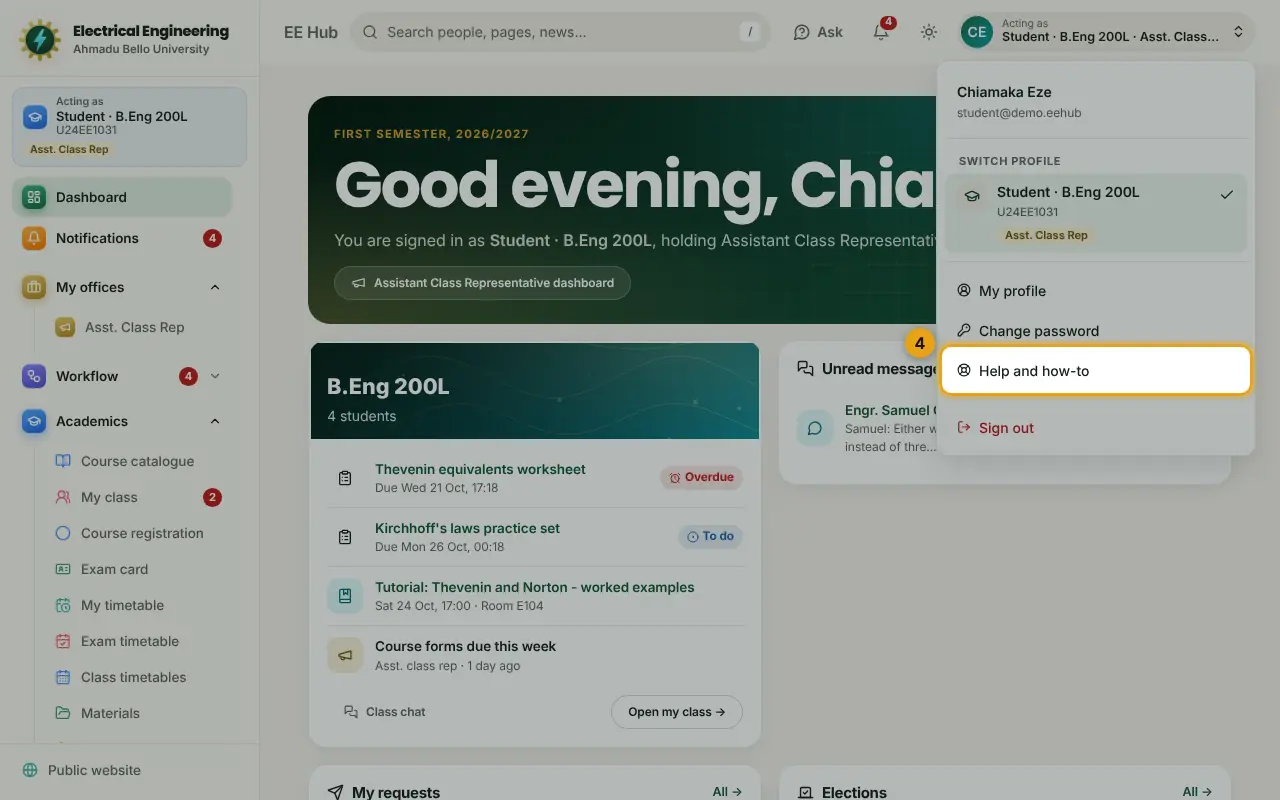 Electrical Engineering
Ahmadu Bello University
EE Hub
Search people, pages, news...
/
Ask
4
CE
Acting as
Student · B.Eng 200L · Asst. Class...
Acting as
Student · B.Eng 200L
U24EE1031
Asst. Class Rep
Dashboard
Notifications
4
My offices
Asst. Class Rep
Workflow
4
Academics
Course catalogue
My class
2
Course registration
Exam card
My timetable
Exam timetable
Class timetables
Materials
Public website
FIRST SEMESTER, 2026/2027
Good evening, Chia
You are signed in as Student · B.Eng 200L, holding Assistant Class Representati
Assistant Class Representative dashboard
B.Eng 200L
4 students
Thevenin equivalents worksheet
Due Wed 21 Oct, 17:18
Overdue
Kirchhoff's laws practice set
Due Mon 26 Oct, 00:18
To do
Tutorial: Thevenin and Norton - worked examples
Sat 24 Oct, 17:00 · Room E104
Course forms due this week
Asst. class rep · 1 day ago
Class chat
Open my class →
My requests
All →
Unread message
Engr. Samuel
Samuel: Either
instead of thre...
Elections
All →
Chiamaka Eze
student@demo.eehub
SWITCH PROFILE
Student · B.Eng 200L
U24EE1031
Asst. Class Rep
My profile
Change password
4
Help and how-to
Sign out